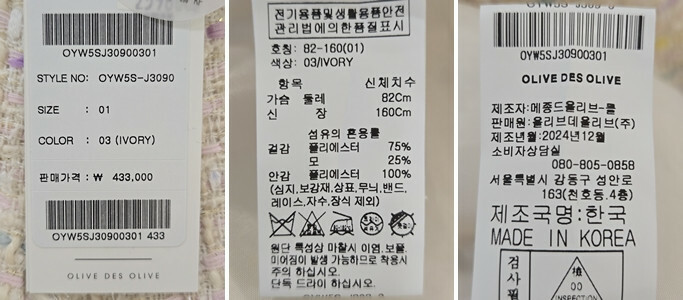 OYW5SJ30900301
STYLE NO: OYW5S-J3090
SIZE : 01
COLOR : 03 (IVORY)
판매가격 : ₩ 433,000
OYW5SJ30900301 433
OLIVE DES OLIVE
전기용품및생활용품안전
관리법에의한품질표시
호칭: 82-160(01)
색상: 03/IVORY
항목 신체치수
가슴 둘레 82Cm
신 장 160Cm
섬유의 혼용률
겉감 폴리에스터 75%
모 25%
안감 폴리에스터 100%
(심지,보강재,상표,무늬,밴드,
레이스,자수,장식 제외)
원단 특성상 마찰시 이염,보풀,
미어짐이 발생 가능하므로 착용시
주의 하십시오.
단독 드라이 하십시오.
OYW5SJ30900301
OLIVE DES OLIVE
제조자:메종드올리브-클
판매원:올리브데올리브(주)
제조년월:2024년12월
소비자상담실
080-805-0858
서울특별시 강동구 성안로
163(천호동.4층)
제조국명:한국
MADE IN KOREA
검사필
境
00
INSPECTION